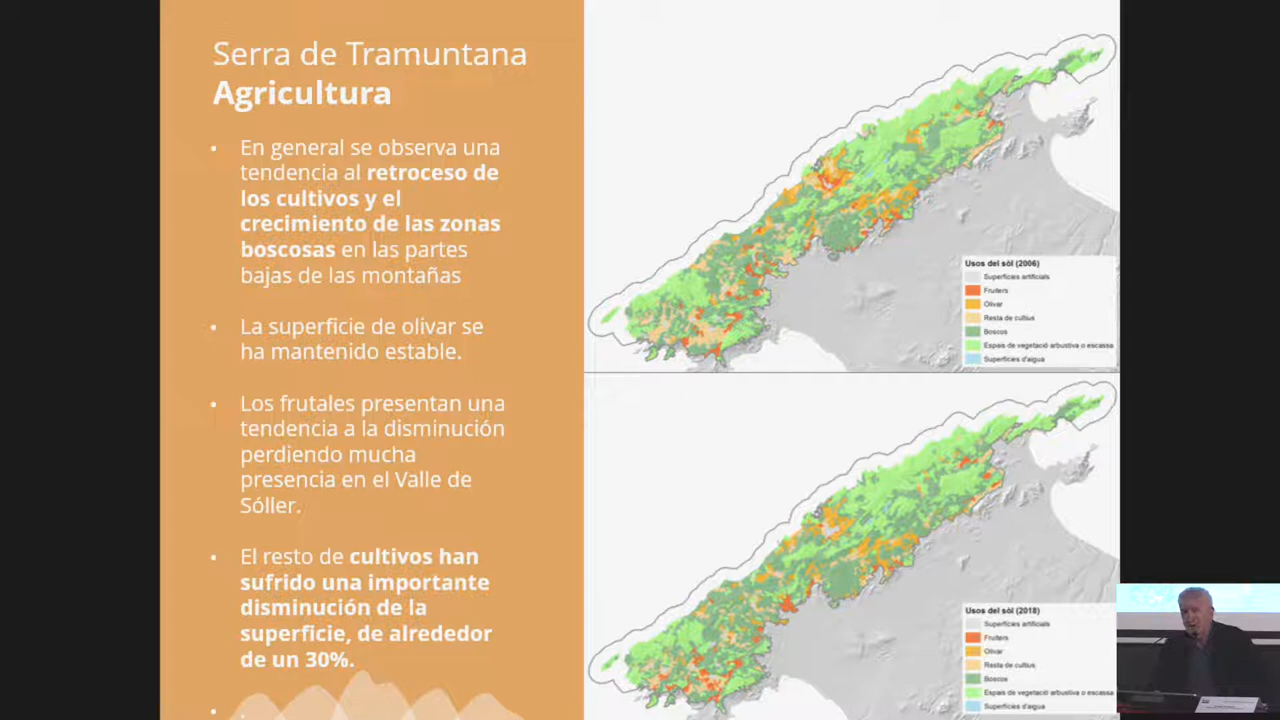 Serra de Tramuntana
Agricultura
• En general se observa una
tendencia al retroceso de
los cultivos y el
crecimiento de las zonas
boscosas en las partes
bajas de las montañas
• La superficie de olivar se
ha mantenido estable.
• Los frutales presentan una
tendencia a la disminución
perdiendo mucha
presencia en el Valle de
Sóller.
• El resto de cultivos han
sufrido una importante
disminución de la
superficie, de alrededor
de un 30%.
• .
Usos del sòl (2006)
Superfícies artificials
Fruiters
Olivar
Resta de cultius
Boscos
Espais de vegetació arbustiva o escassa
Superfícies d'aigua
Usos del sòl (2018)
Superfícies artificials
Fruiters
Olivar
Resta de cultius
Boscos
Espais de vegetació arbustiva o escassa
Superfícies d'aigua